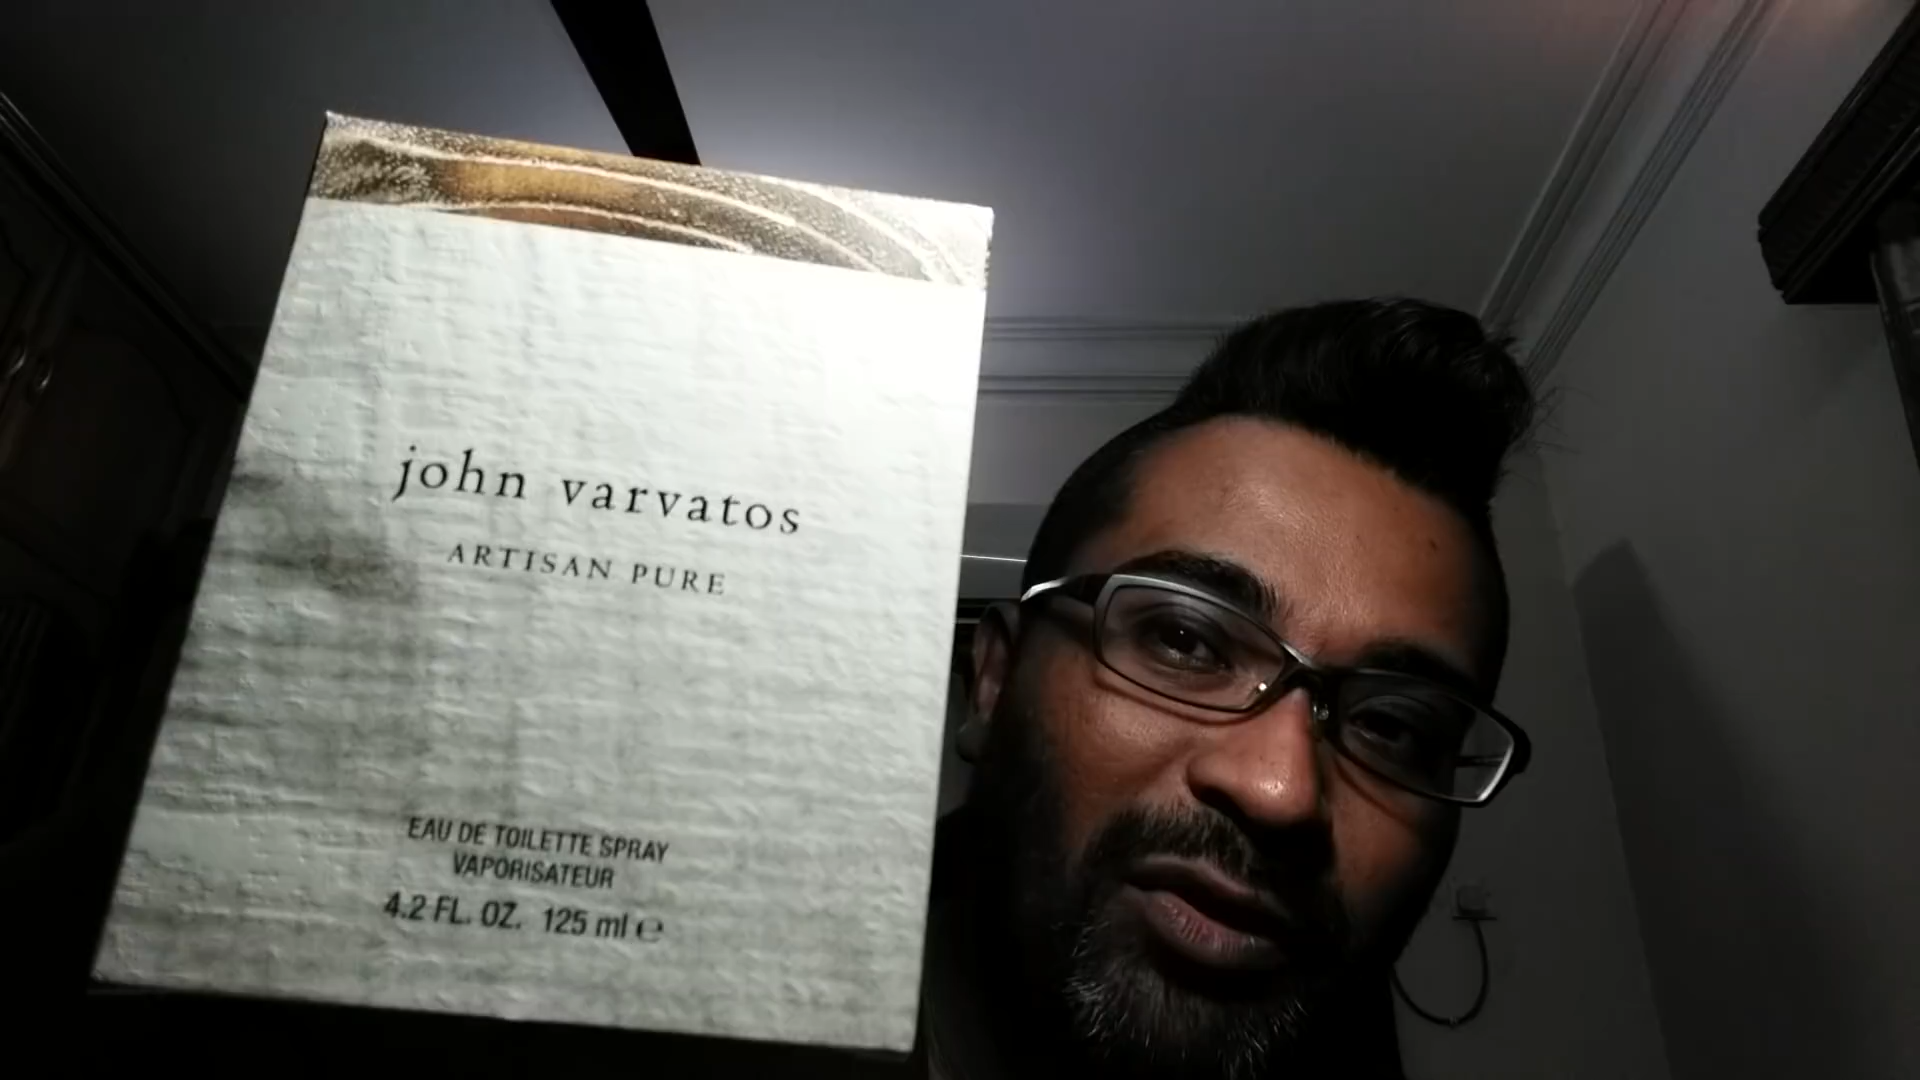 john varvatos
ARTISAN PURE
EAU DE TOILETTE SPRAY
VAPORISATEUR
4.2 FL. OZ. 125 ml ℮